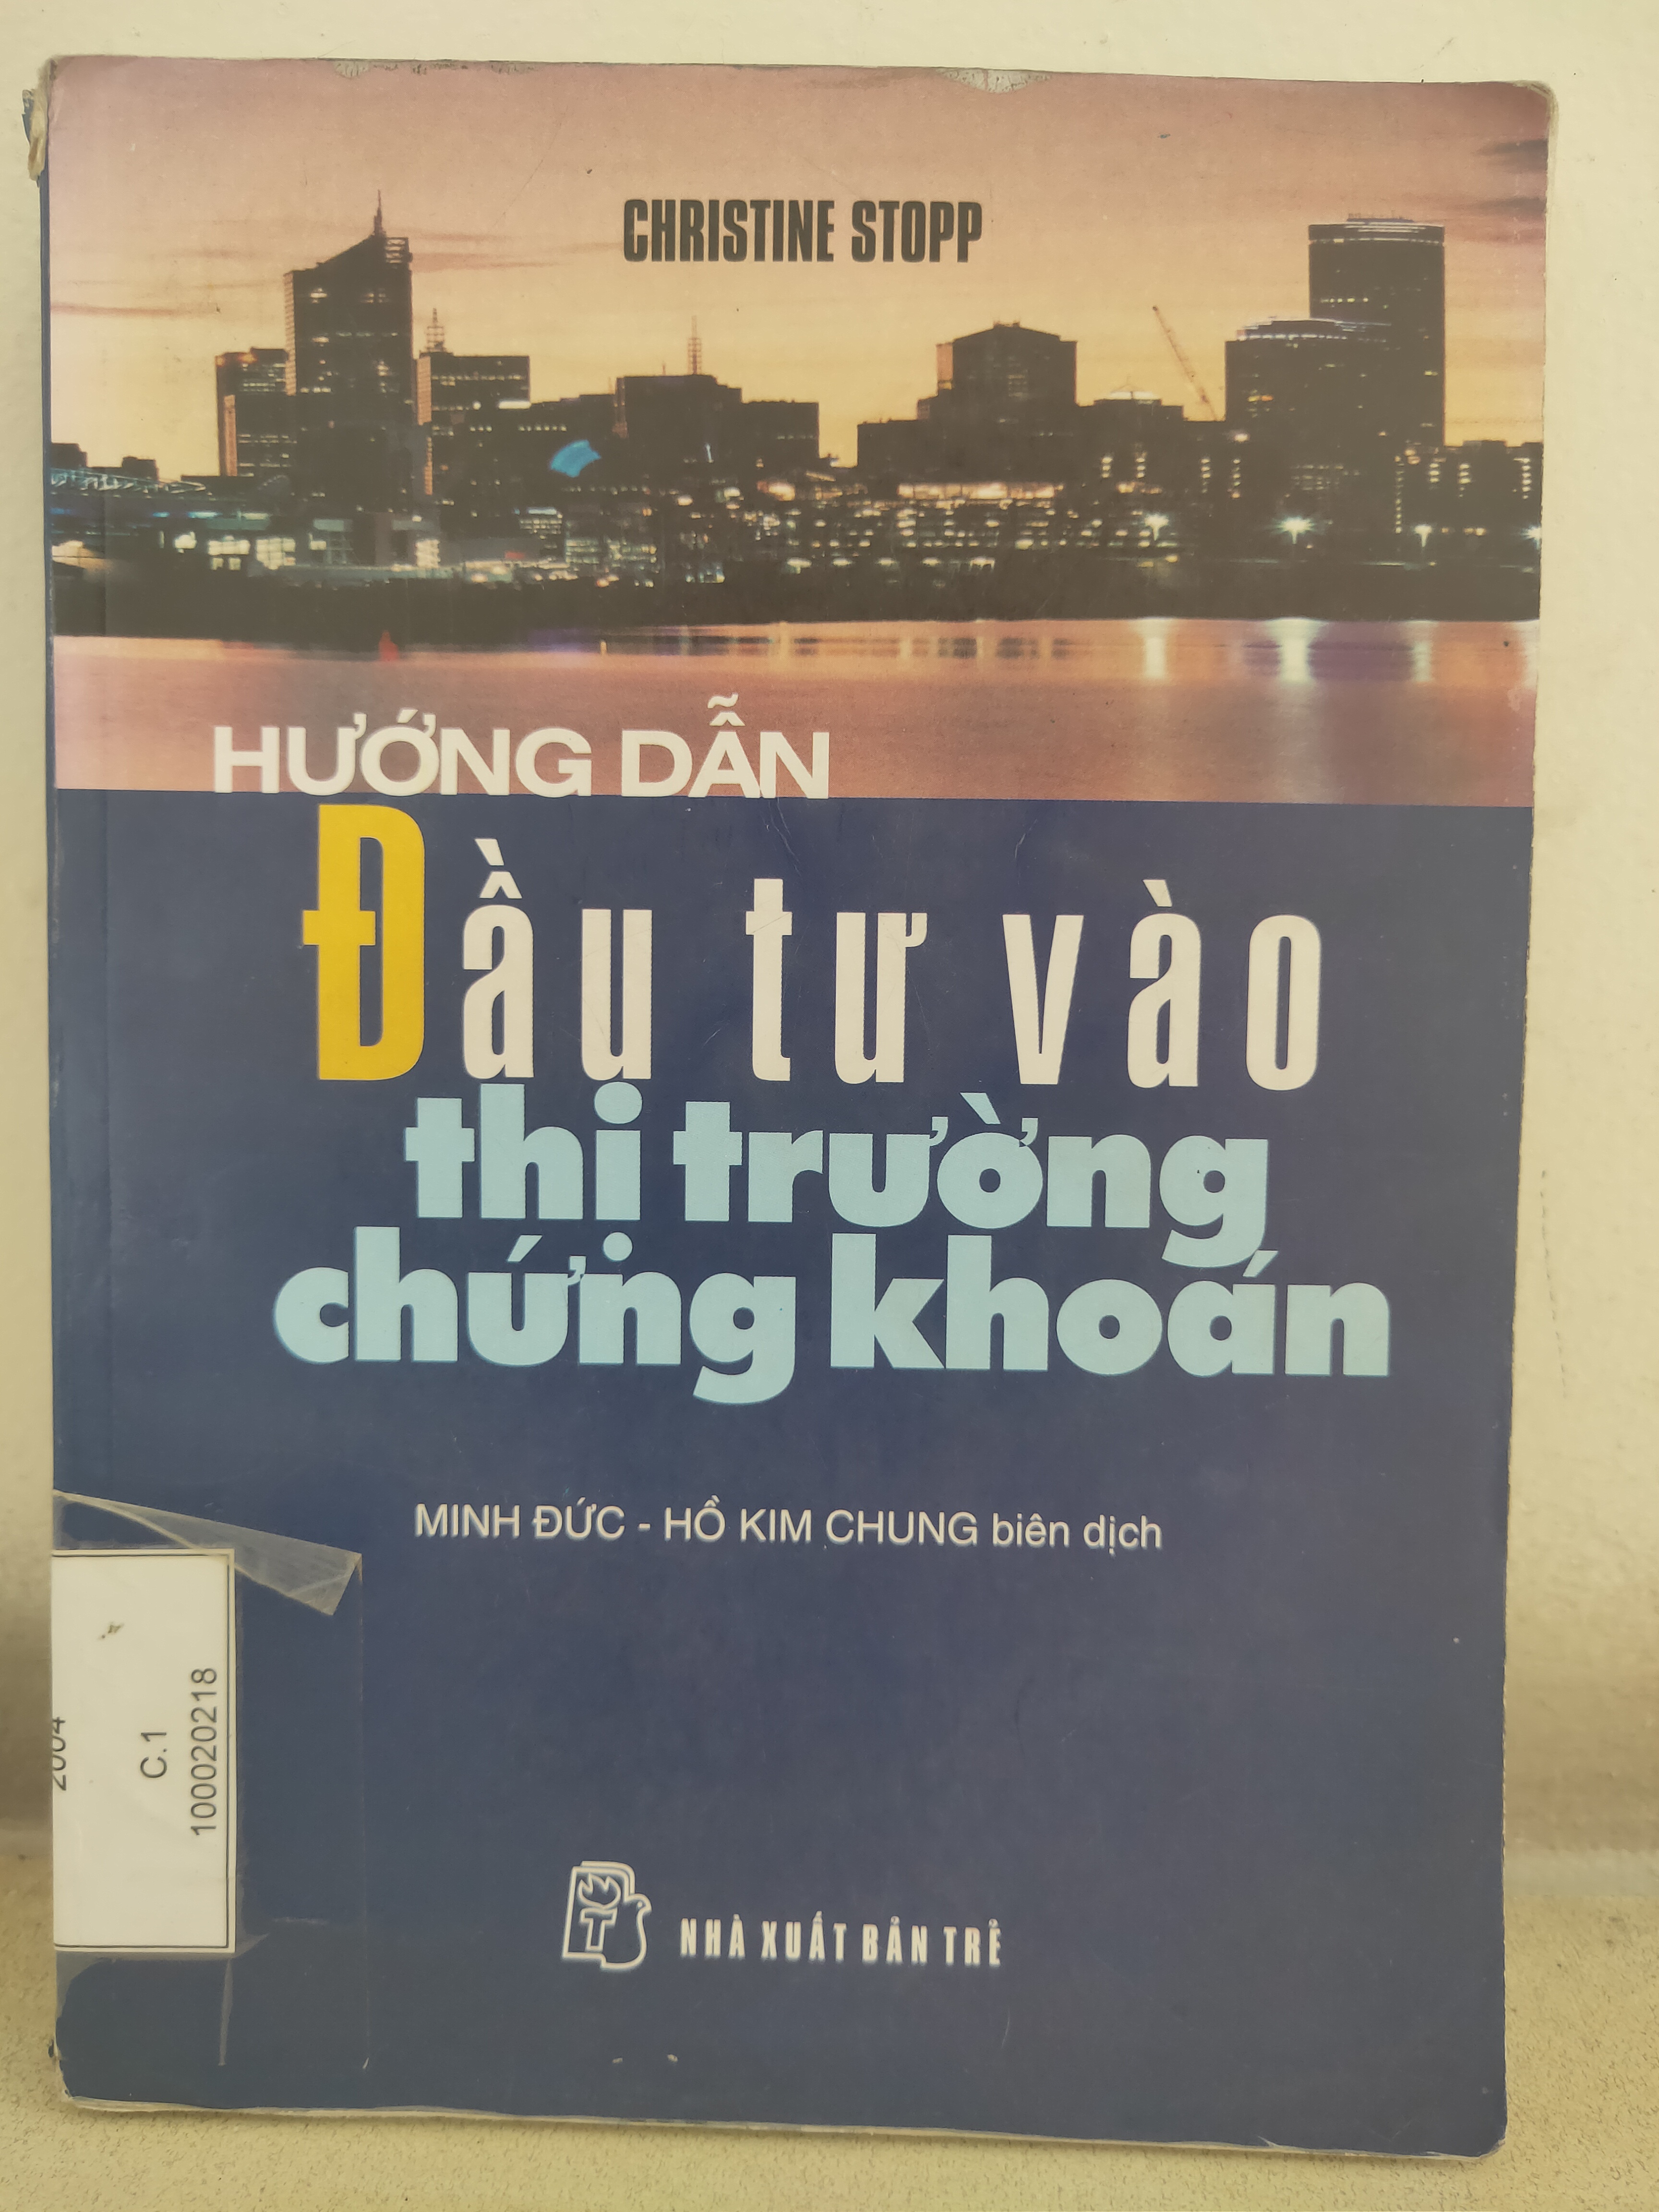 CHRISTINE STOPP
HƯỚNG DẪN
Đầu tư vào
thị trường
chứng khoán
MINH ĐỨC - HỒ KIM CHUNG biên dịch
2004
C.1
100020218
NHÀ XUẤT BẢN TRẺ